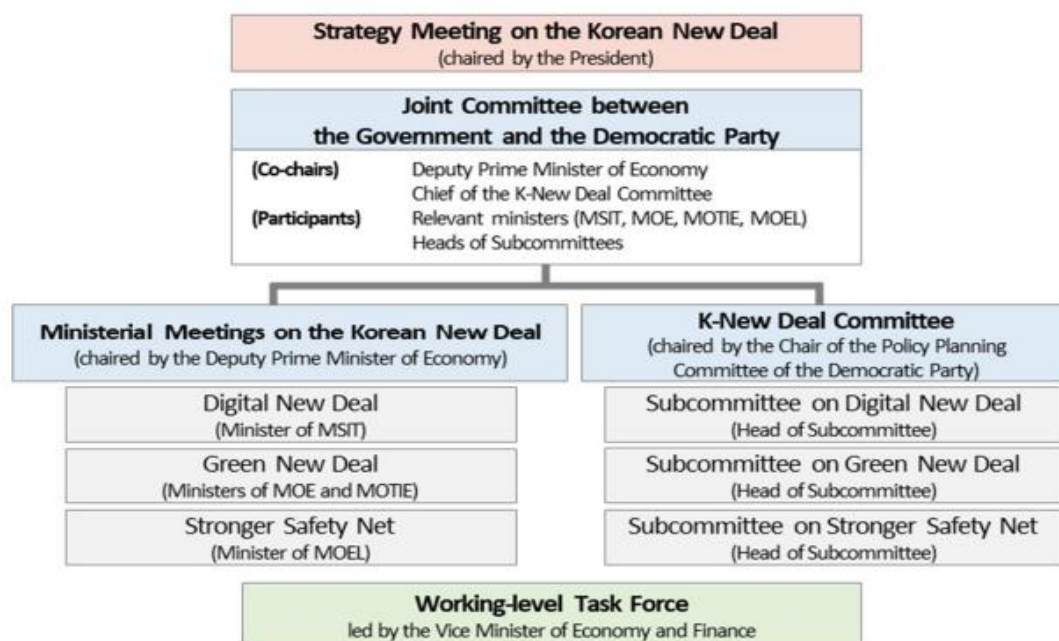 Strategy Meeting on the Korean New Deal
(chaired by the President)
Joint Committee between
the Government and the Democratic Party
(Co-chairs) Deputy Prime Minister of Economy
Chief of the K-New Deal Committee
(Participants) Relevant ministers (MSIT, MOE, MOTIE, MOEL)
Heads of Subcommittees
Ministerial Meetings on the Korean New Deal
(chaired by the Deputy Prime Minister of Economy)
Digital New Deal
(Minister of MSIT)
Green New Deal
(Ministers of MOE and MOTIE)
Stronger Safety Net
(Minister of MOEL)
K-New Deal Committee
(chaired by the Chair of the Policy Planning
Committee of the Democratic Party)
Subcommittee on Digital New Deal
(Head of Subcommittee)
Subcommittee on Green New Deal
(Head of Subcommittee)
Subcommittee on Stronger Safety Net
(Head of Subcommittee)
Working-level Task Force
led by the Vice Minister of Economy and Finance